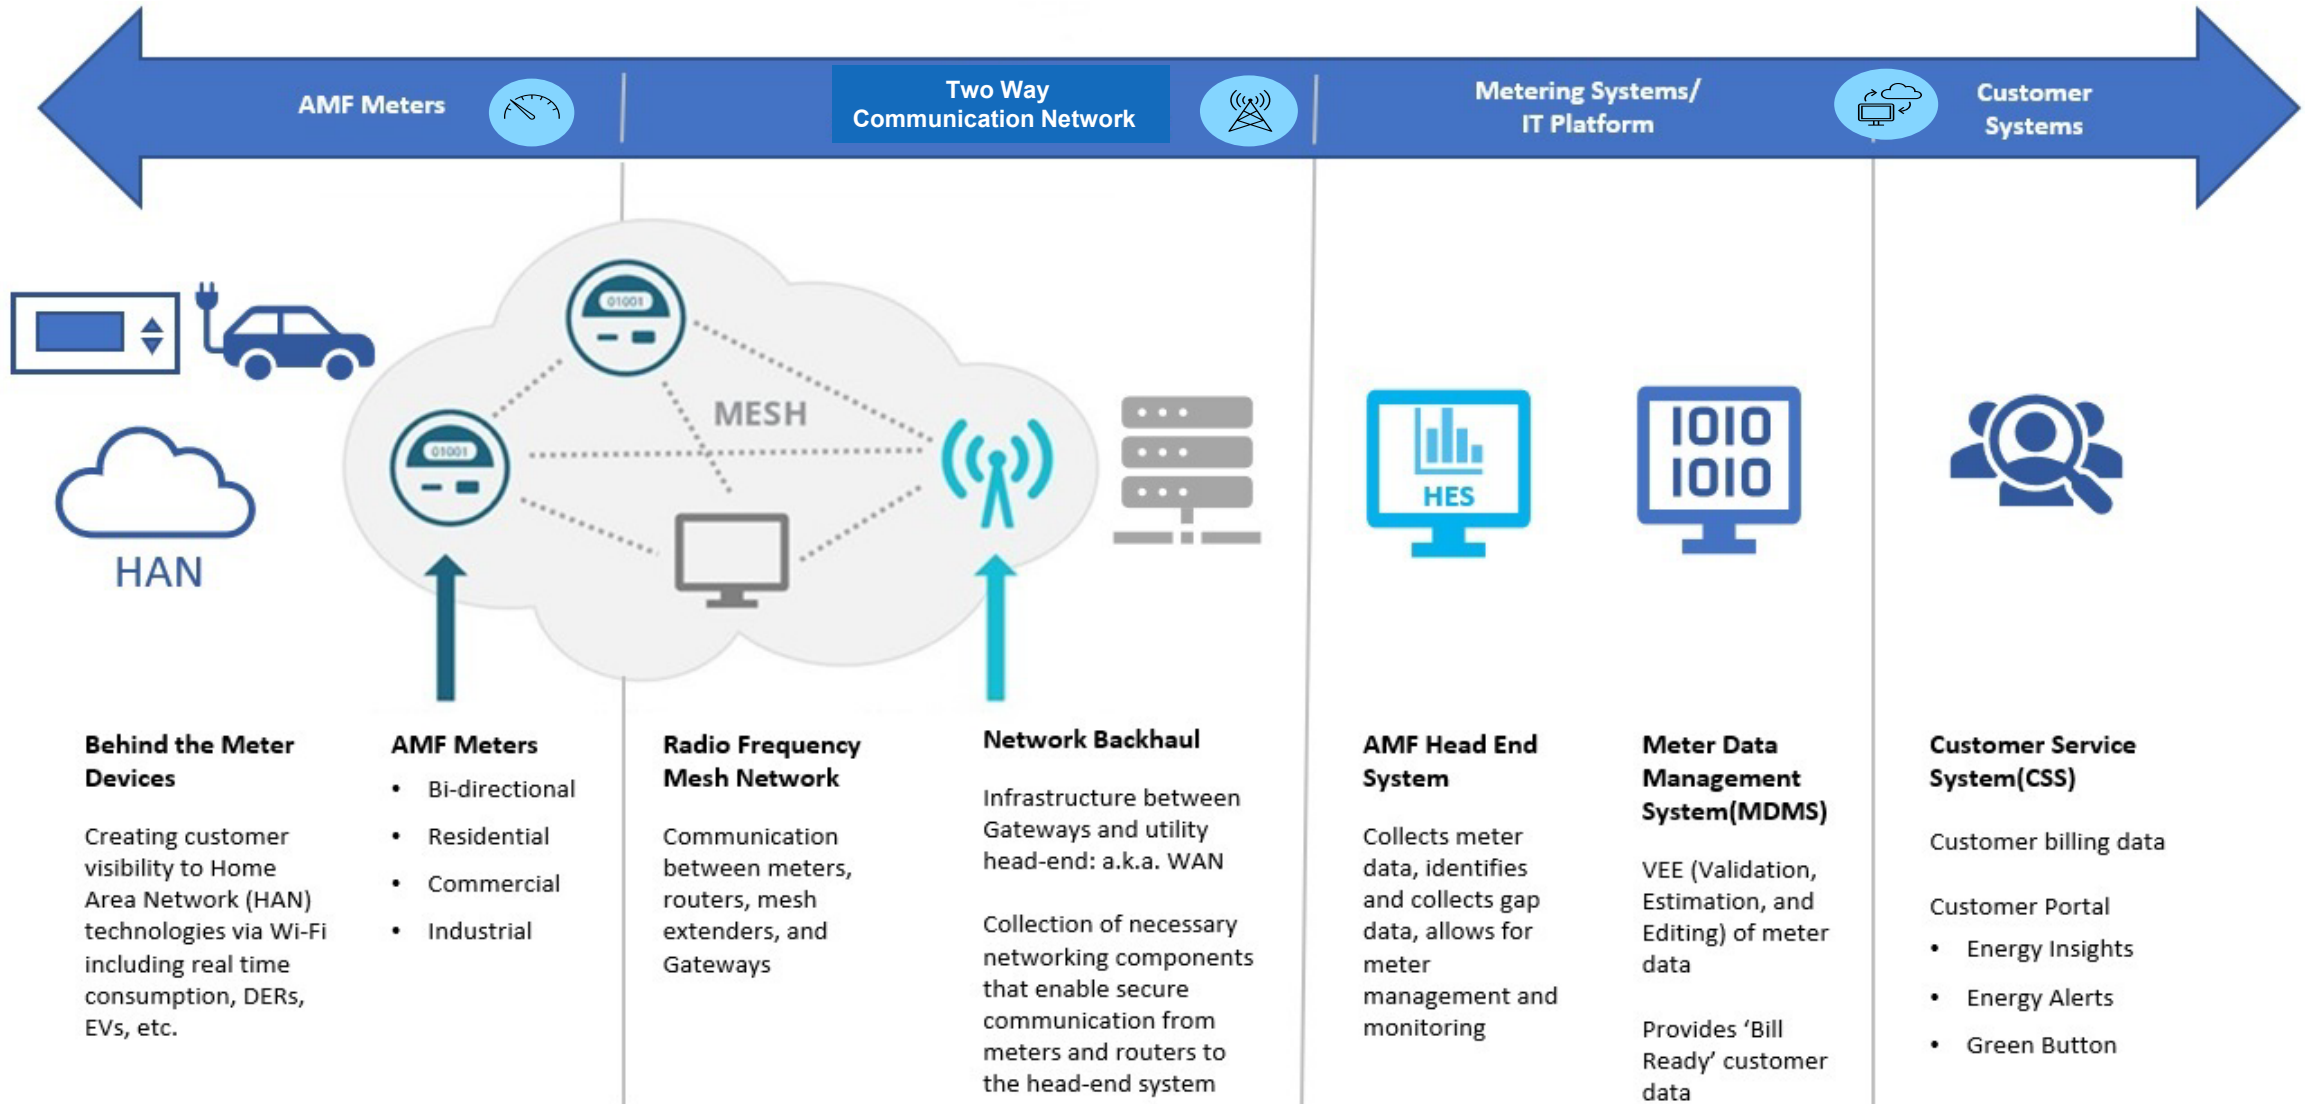 AMF Meters
Two Way
Communication Network
Metering Systems/
IT Platform
Customer
Systems
01001
01001
MESH
HAN
HES
1010
1010
Behind the Meter
Devices
Creating customer
visibility to Home
Area Network (HAN)
technologies via Wi-Fi
including real time
consumption, DERs,
EVs, etc.
AMF Meters
• Bi-directional
• Residential
• Commercial
• Industrial
Radio Frequency
Mesh Network
Communication
between meters,
routers, mesh
extenders, and
Gateways
Network Backhaul
Infrastructure between
Gateways and utility
head-end: a.k.a. WAN
Collection of necessary
networking components
that enable secure
communication from
meters and routers to
the head-end system
AMF Head End
System
Collects meter
data, identifies
and collects gap
data, allows for
meter
management and
monitoring
Meter Data
Management
System(MDMS)
VEE (Validation,
Estimation, and
Editing) of meter
data
Provides ‘Bill
Ready’ customer
data
Customer Service
System(CSS)
Customer billing data
Customer Portal
• Energy Insights
• Energy Alerts
• Green Button